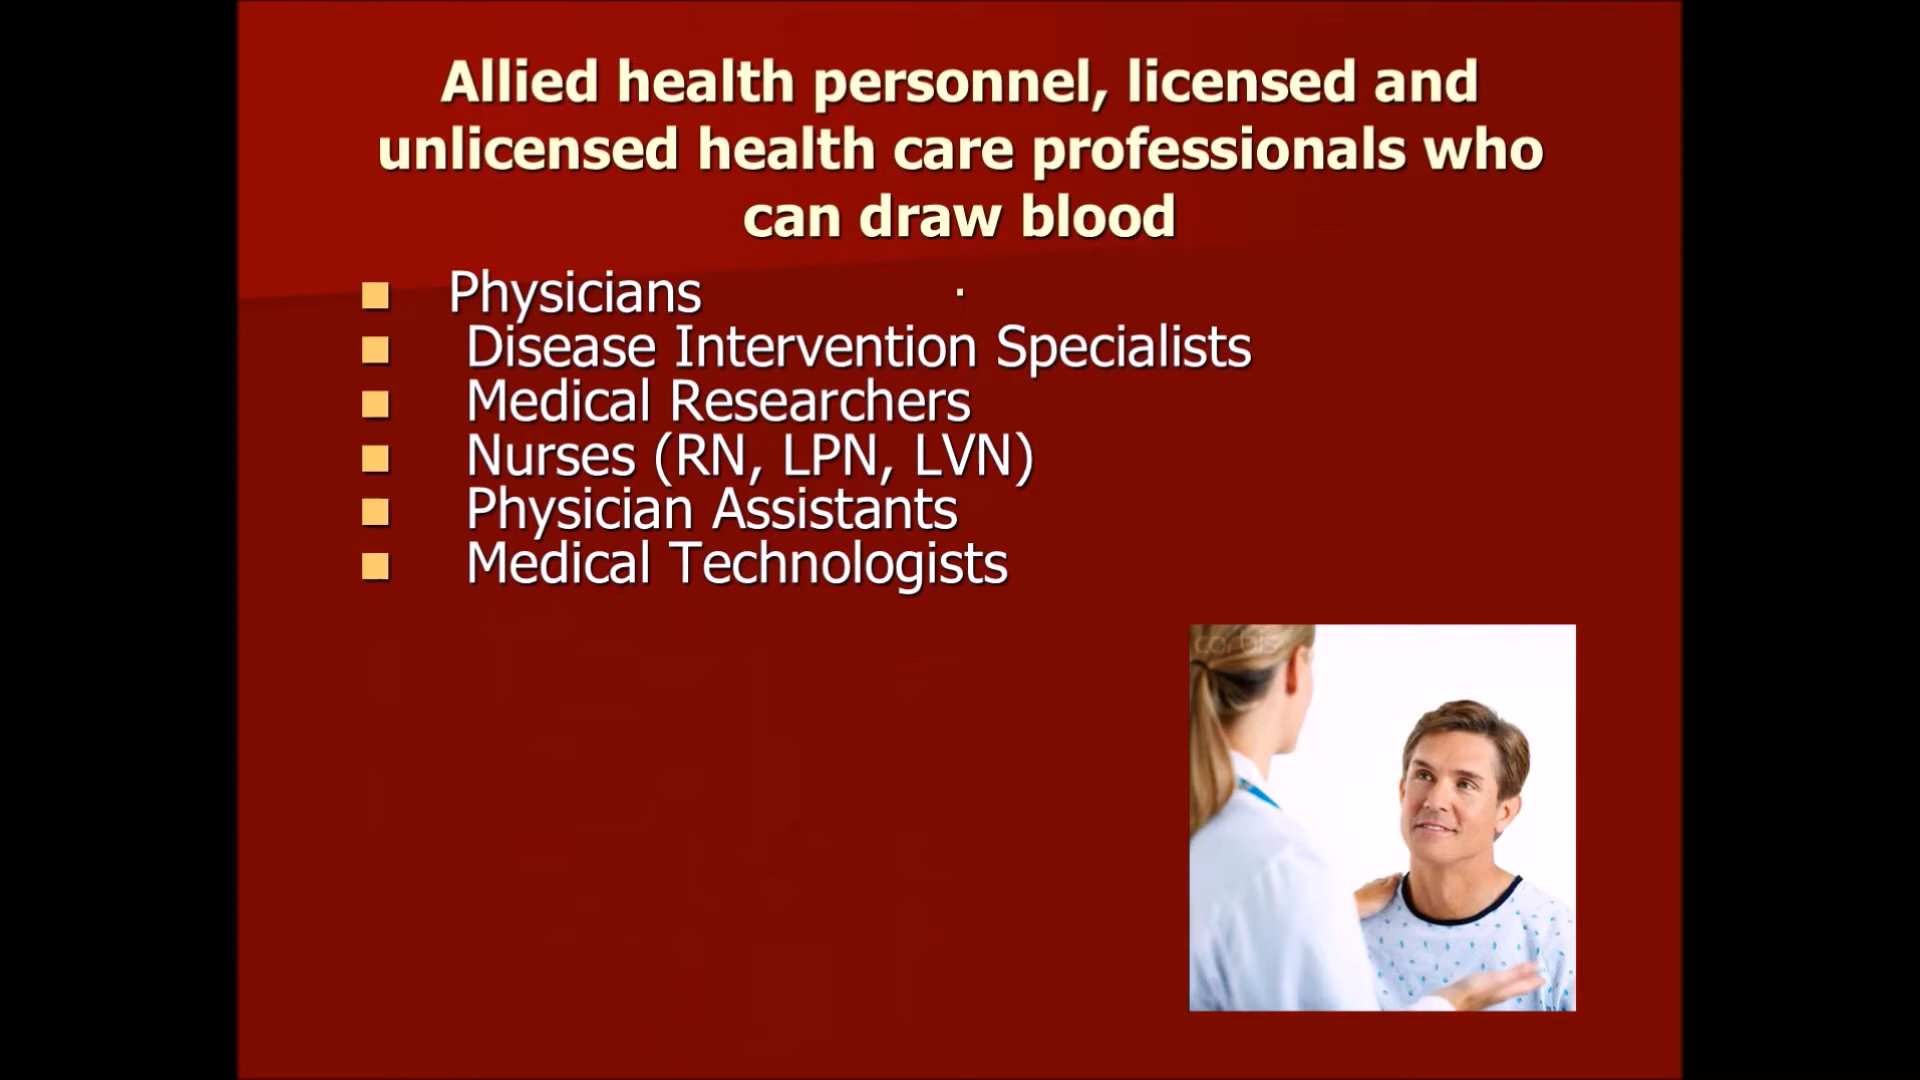 Allied health personnel, licensed and
unlicensed health care professionals who
can draw blood
Physicians
Disease Intervention Specialists
Medical Researchers
Nurses (RN, LPN, LVN)
Physician Assistants
Medical Technologists
corbis